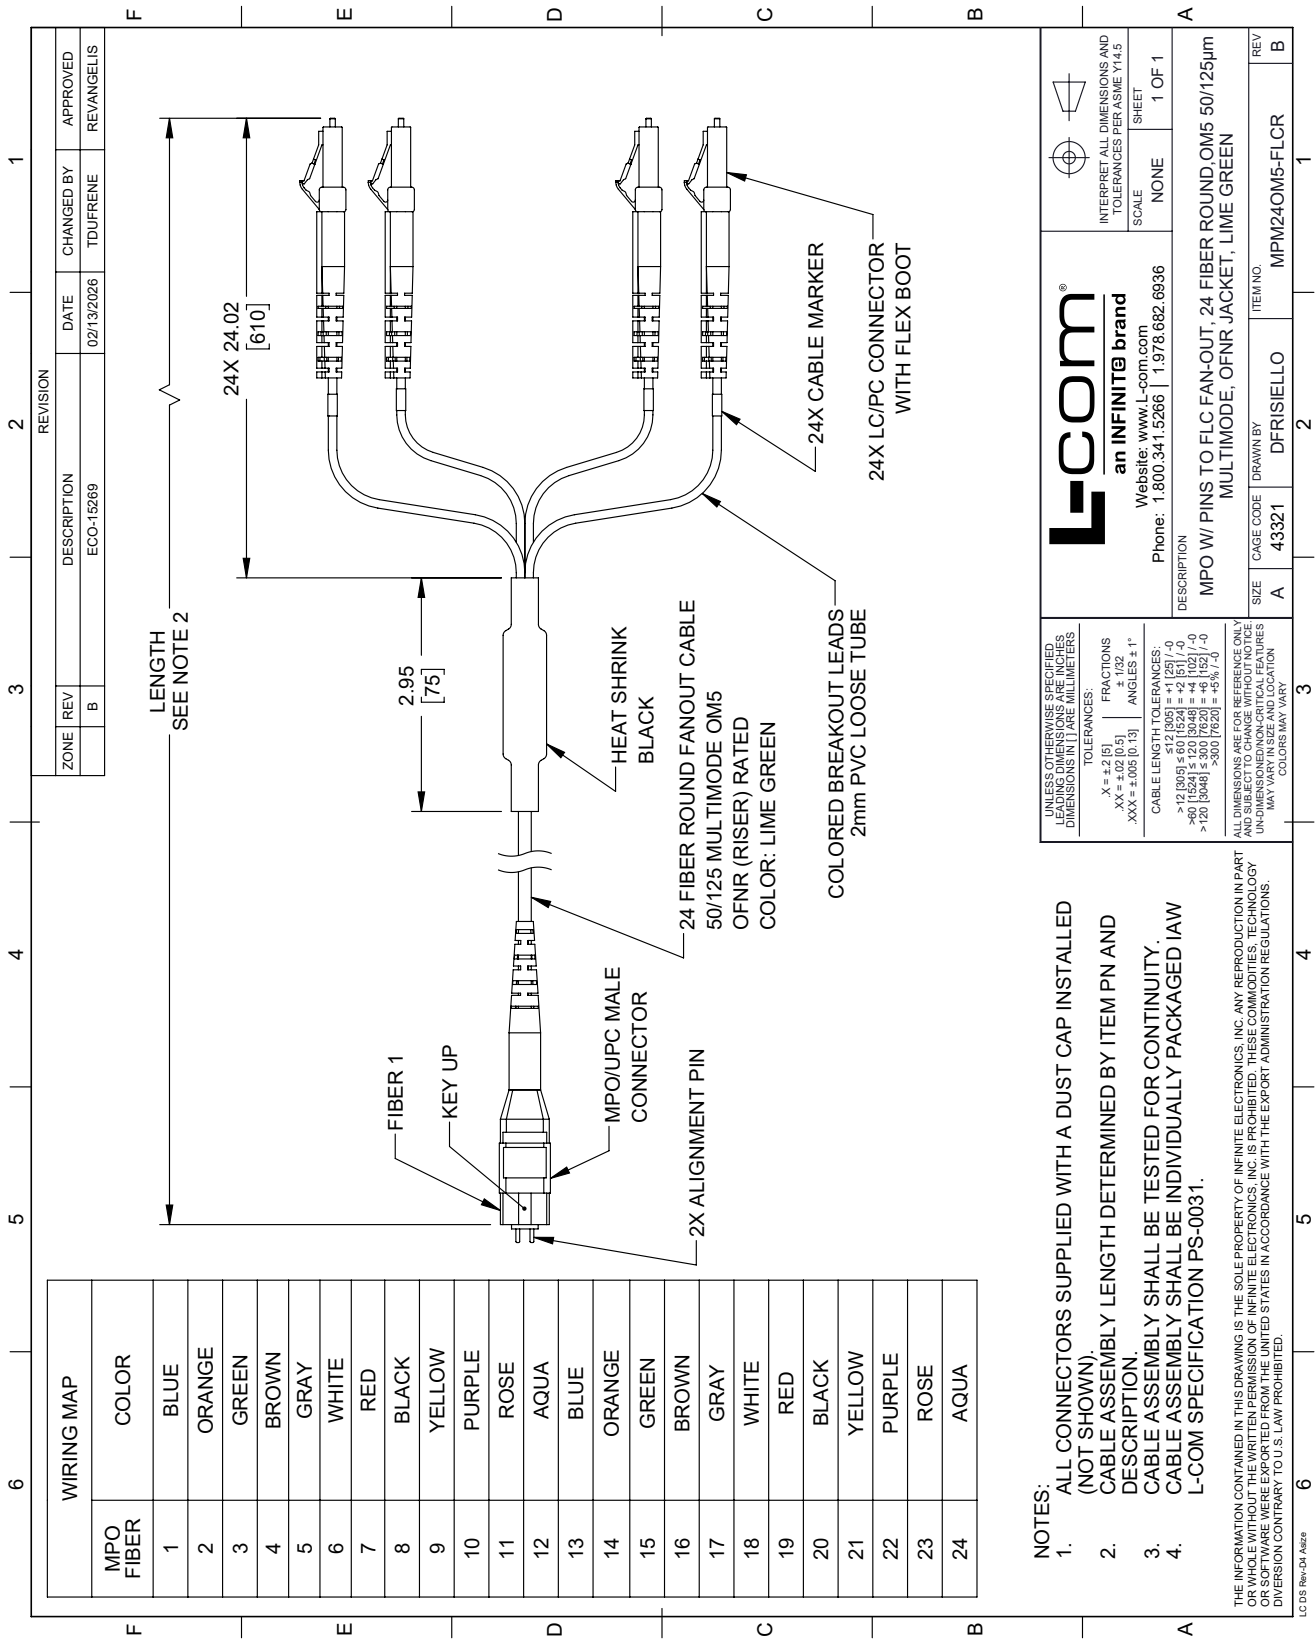 6
5
4
3
2
1
F
E
D
C
B
A
REVISION
ZONE
REV
DESCRIPTION
DATE
CHANGED BY
APPROVED
B
ECO-15269
02/13/2026
TDUFRENE
REVANGELIS
WIRING MAP
MPO FIBER
COLOR
1 BLUE
2 ORANGE
3 GREEN
4 BROWN
5 GRAY
6 WHITE
7 RED
8 BLACK
9 YELLOW
10 PURPLE
11 ROSE
12 AQUA
13 BLUE
14 ORANGE
15 GREEN
16 BROWN
17 GRAY
18 WHITE
19 RED
20 BLACK
21 YELLOW
22 PURPLE
23 ROSE
24 AQUA
LENGTH
SEE NOTE 2
24X 24.02
[610]
2.95
[75]
FIBER 1
KEY UP
MPO/UPC MALE
CONNECTOR
2X ALIGNMENT PIN
HEAT SHRINK
BLACK
24 FIBER ROUND FANOUT CABLE
50/125 MULTIMODE OM5
OFNR (RISER) RATED
COLOR: LIME GREEN
COLORED BREAKOUT LEADS
2mm PVC LOOSE TUBE
24X CABLE MARKER
24X LC/PC CONNECTOR
WITH FLEX BOOT
NOTES:
1. ALL CONNECTORS SUPPLIED WITH A DUST CAP INSTALLED
(NOT SHOWN).
2. CABLE ASSEMBLY LENGTH DETERMINED BY ITEM PN AND
DESCRIPTION.
3. CABLE ASSEMBLY SHALL BE TESTED FOR CONTINUITY.
4. CABLE ASSEMBLY SHALL BE INDIVIDUALLY PACKAGED IAW
L-COM SPECIFICATION PS-0031.
THE INFORMATION CONTAINED IN THIS DRAWING IS THE SOLE PROPERTY OF INFINITE ELECTRONICS, INC. ANY REPRODUCTION IN PART
OR WHOLE WITHOUT THE WRITTEN PERMISSION OF INFINITE ELECTRONICS, INC. IS PROHIBITED. THESE COMMODITIES, TECHNOLOGY
OR SOFTWARE WERE EXPORTED FROM THE UNITED STATES IN ACCORDANCE WITH THE EXPORT ADMINISTRATION REGULATIONS.
DIVERSION CONTRARY TO U.S. LAW PROHIBITED.
UNLESS OTHERWISE SPECIFIED
LEADING DIMENSIONS ARE INCHES
DIMENSIONS IN [ ] ARE MILLIMETERS
TOLERANCES:
.X = ±.2 [5]
.XX = ±.02 [0.5]
.XXX = ±.005 [0.13]
FRACTIONS
± 1/32
ANGLES ± 1°
CABLE LENGTH TOLERANCES:
≤12 [305] = +1 [25] / -0
>12 [305] ≤ 60 [1524] = +2 [51] / -0
>60 [1524] ≤ 120 [3048] = +4 [102] / -0
>120 [3048] ≤ 300 [7620] = +6 [152] / -0
>300 [7620] = +5% / -0
ALL DIMENSIONS ARE FOR REFERENCE ONLY
AND SUBJECT TO CHANGE WITHOUT NOTICE.
UN-DIMENSIONED/NON-CRITICAL FEATURES
MAY VARY IN SIZE AND LOCATION
COLORS MAY VARY
L-com®
an INFINIT℮ brand
Website: www.L-com.com
Phone: 1.800.341.5266 | 1.978.682.6936
INTERPRET ALL DIMENSIONS AND
TOLERANCES PER ASME Y14.5
SCALE
NONE
SHEET
1 OF 1
DESCRIPTION
MPO W/ PINS TO FLC FAN-OUT, 24 FIBER ROUND,OM5 50/125µm
MULTIMODE, OFNR JACKET, LIME GREEN
SIZE
A
CAGE CODE
43321
DRAWN BY
DFRISIELLO
ITEM NO.
MPM24OM5-FLCR
REV
B
F
E
D
C
B
A
6
5
4
3
2
1
LC DS Rev-D4 Asize